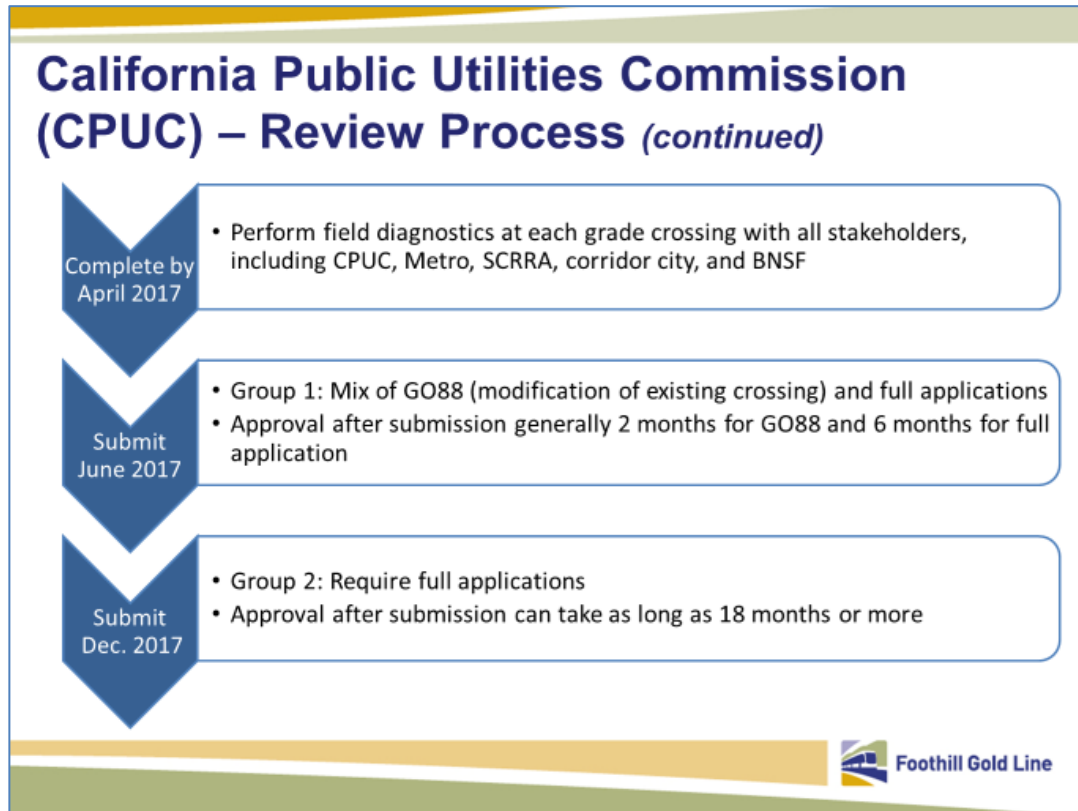 California Public Utilities Commission
(CPUC) – Review Process (continued)
Complete by
April 2017
• Perform field diagnostics at each grade crossing with all stakeholders,
including CPUC, Metro, SCRRA, corridor city, and BNSF
Submit
June 2017
• Group 1: Mix of GO88 (modification of existing crossing) and full applications
• Approval after submission generally 2 months for GO88 and 6 months for full
application
Submit
Dec. 2017
• Group 2: Require full applications
• Approval after submission can take as long as 18 months or more
Foothill Gold Line